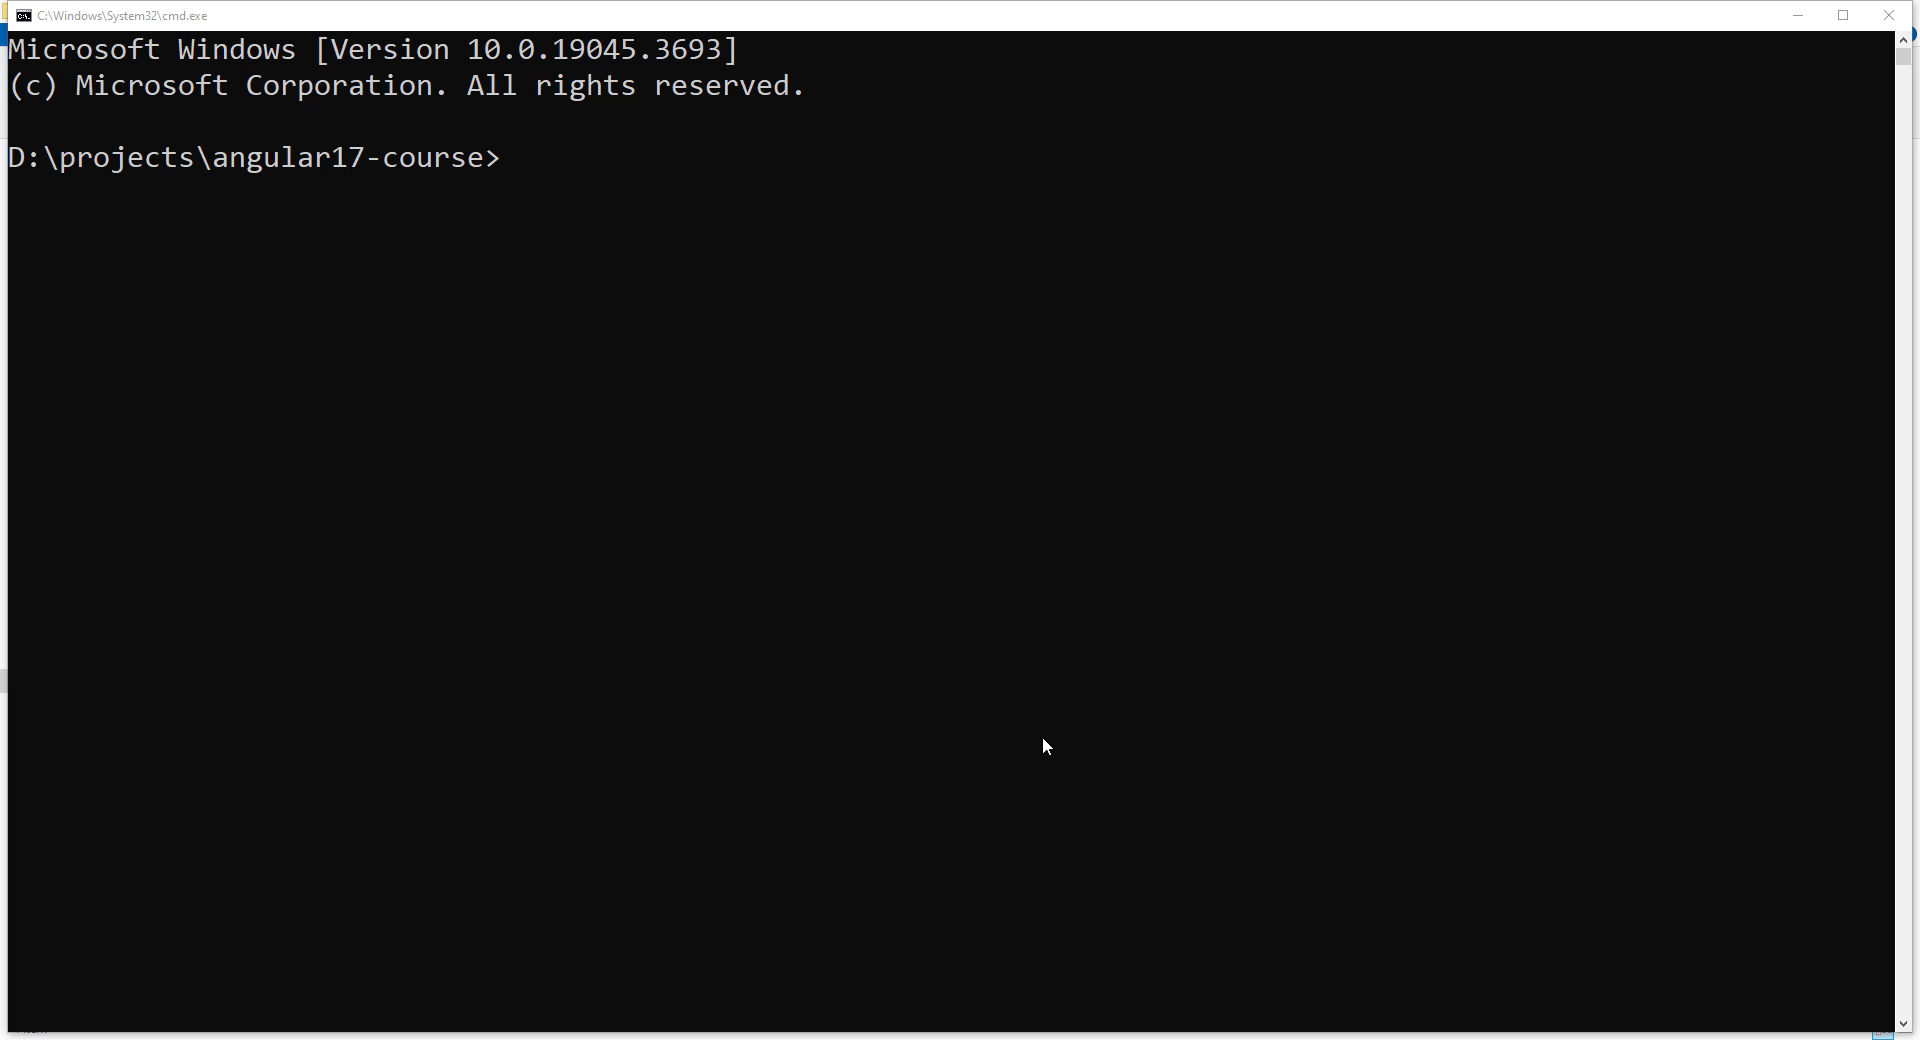 C:\Windows\System32\cmd.exe
Microsoft Windows [Version 10.0.19045.3693]
(c) Microsoft Corporation. All rights reserved.
D:\projects\angular17-course>